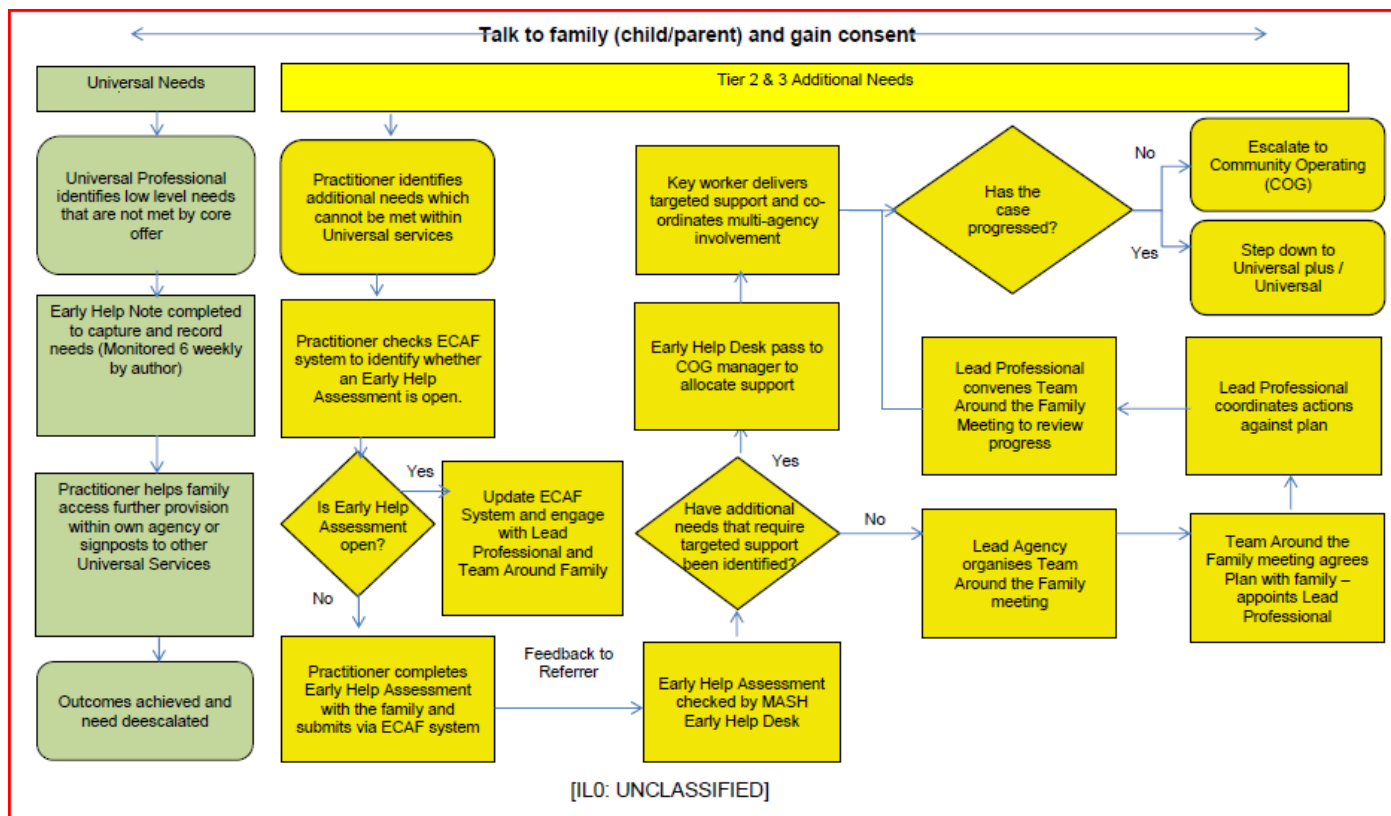 Talk to family (child/parent) and gain consent
Universal Needs
Tier 2 & 3 Additional Needs
Universal Professional
identifies low level needs
that are not met by core
offer
Early Help Note completed
to capture and record
needs (Monitored 6 weekly
by author)
Practitioner helps family
access further provision
within own agency or
signposts to other
Universal Services
Outcomes achieved and
need deescalated
Practitioner identifies
additional needs which
cannot be met within
Universal services
Practitioner checks ECAF
system to identify whether
an Early Help
Assessment is open.
Is Early Help
Assessment
open?
Yes
Update ECAF
System and engage
with Lead
Professional and
Team Around Family
No
Practitioner completes
Early Help Assessment
with the family and
submits via ECAF system
Feedback to
Referrer
Early Help Assessment
checked by MASH
Early Help Desk
Have additional
needs that require
targeted support
been identified?
Yes
Early Help Desk pass to
COG manager to
allocate support
Key worker delivers
targeted support and co-
ordinates multi-agency
involvement
No
Lead Agency
organises Team
Around the Family
meeting
Team Around the
Family meeting agrees
Plan with family –
appoints Lead
Professional
Lead Professional
coordinates actions
against plan
Lead Professional
convenes Team
Around the Family
Meeting to review
progress
Has the
case
progressed?
No
Escalate to
Community Operating
(COG)
Yes
Step down to
Universal plus /
Universal
[IL0: UNCLASSIFIED]